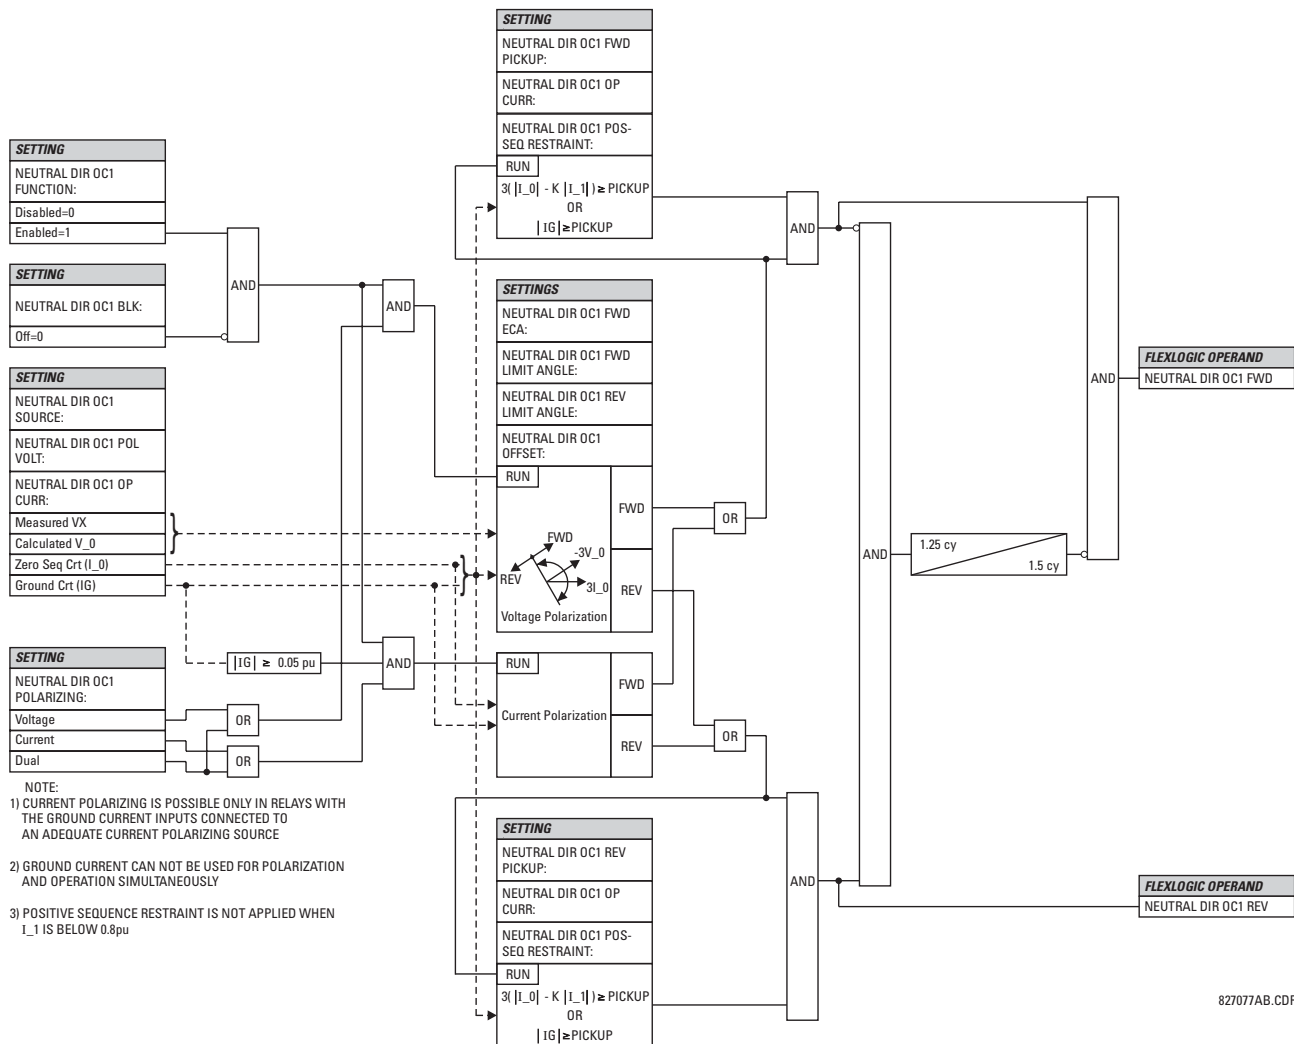 SETTING
NEUTRAL DIR OC1
FUNCTION:
Disabled=0
Enabled=1
SETTING
NEUTRAL DIR OC1 BLK:
Off=0
SETTING
NEUTRAL DIR OC1
SOURCE:
NEUTRAL DIR OC1 POL
VOLT:
NEUTRAL DIR OC1 OP
CURR:
Measured VX
Calculated V_0
Zero Seq Crt (I_0)
Ground Crt (IG)
SETTING
NEUTRAL DIR OC1
POLARIZING:
Voltage
Current
Dual
NOTE:
1) CURRENT POLARIZING IS POSSIBLE ONLY IN RELAYS WITH
THE GROUND CURRENT INPUTS CONNECTED TO
AN ADEQUATE CURRENT POLARIZING SOURCE
2) GROUND CURRENT CAN NOT BE USED FOR POLARIZATION
AND OPERATION SIMULTANEOUSLY
3) POSITIVE SEQUENCE RESTRAINT IS NOT APPLIED WHEN
I_1 IS BELOW 0.8pu
AND
OR
OR
|IG| ≥ 0.05 pu
AND
AND
SETTING
NEUTRAL DIR OC1 FWD
PICKUP:
NEUTRAL DIR OC1 OP
CURR:
NEUTRAL DIR OC1 POS-
SEQ RESTRAINT:
RUN
3( |I_0| - K |I_1| ) ≥ PICKUP
OR
|IG| ≥ PICKUP
SETTINGS
NEUTRAL DIR OC1 FWD
ECA:
NEUTRAL DIR OC1 FWD
LIMIT ANGLE:
NEUTRAL DIR OC1 REV
LIMIT ANGLE:
NEUTRAL DIR OC1
OFFSET:
RUN
FWD
FWD
-3V_0
REV
3I_0
REV
Voltage Polarization
RUN
FWD
Current Polarization
REV
SETTING
NEUTRAL DIR OC1 REV
PICKUP:
NEUTRAL DIR OC1 OP
CURR:
NEUTRAL DIR OC1 POS-
SEQ RESTRAINT:
RUN
3( |I_0| - K |I_1| ) ≥ PICKUP
OR
|IG| ≥ PICKUP
OR
OR
AND
AND
AND
1.25 cy
1.5 cy
AND
FLEXLOGIC OPERAND
NEUTRAL DIR OC1 FWD
FLEXLOGIC OPERAND
NEUTRAL DIR OC1 REV
827077AB.CDR